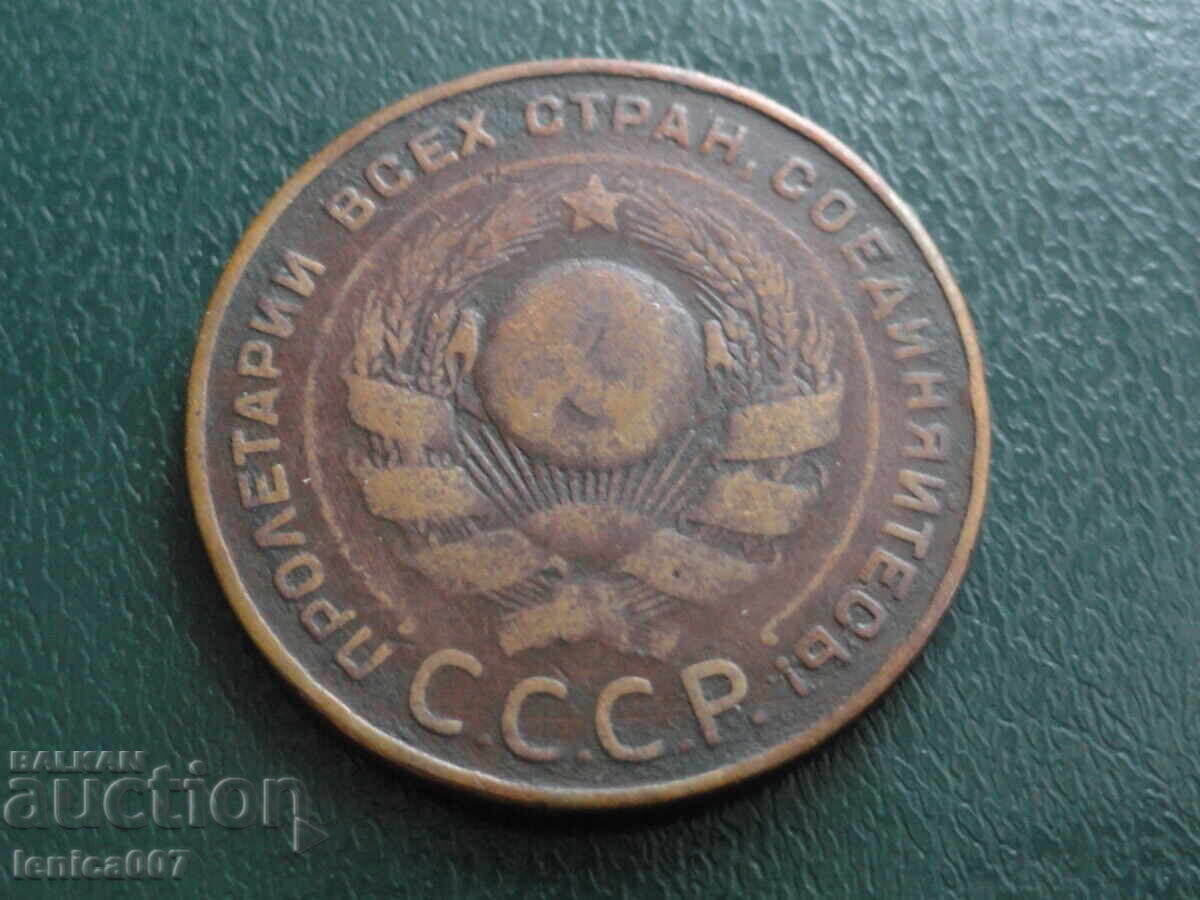 ПРОЛЕТАРИИ ВСЕХ СТРАН, СОЕДИНЯЙТЕСЬ!
С.С.С.Р.
BALKAN
auction
lenica007